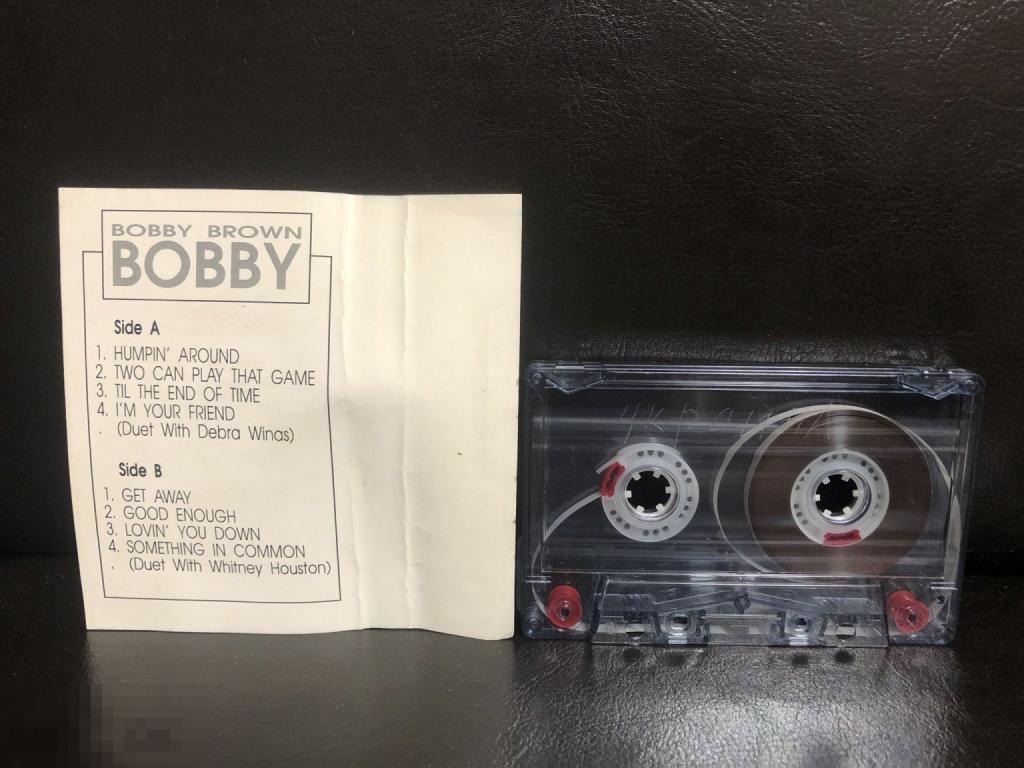 BOBBY BROWN
BOBBY
Side A
1. HUMPIN' AROUND
2. TWO CAN PLAY THAT GAME
3. TIL THE END OF TIME
4. I'M YOUR FRIEND
. (Duet With Debra Winas)
Side B
1. GET AWAY
2. GOOD ENOUGH
3. LOVIN' YOU DOWN
4. SOMETHING IN COMMON
. (Duet With Whitney Houston)